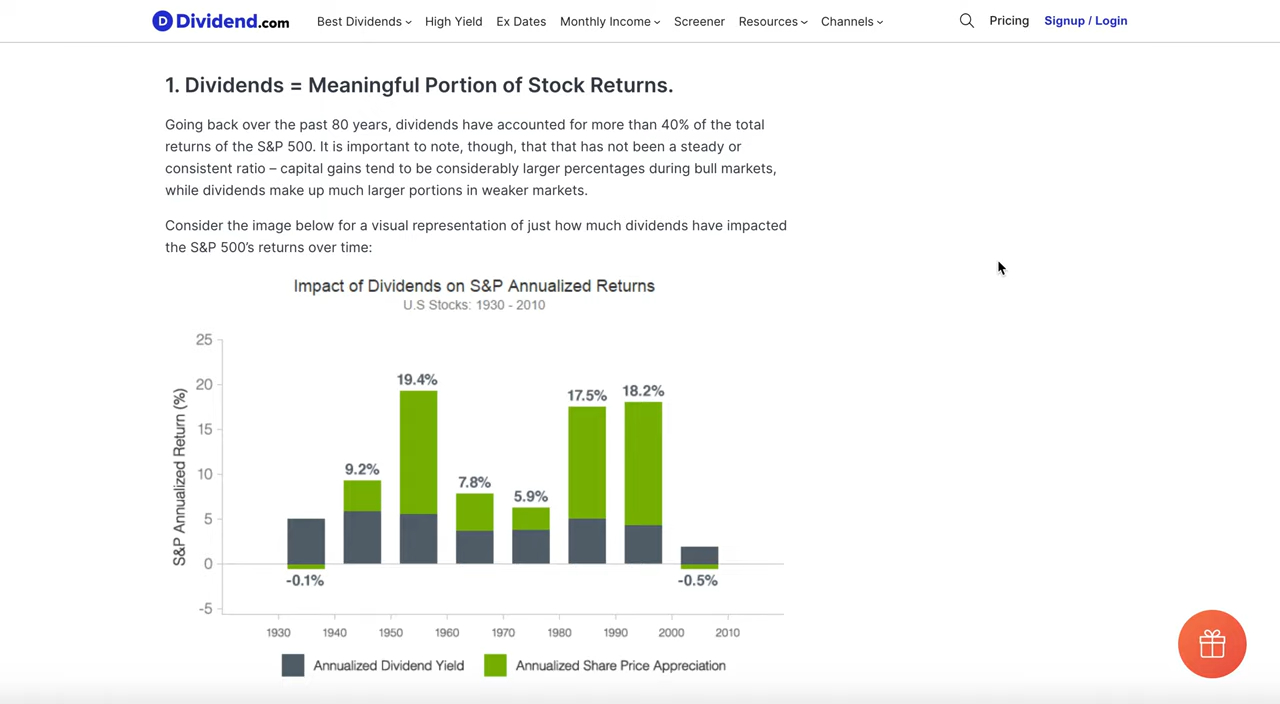 Dividend.com
Best Dividends High Yield Ex Dates Monthly Income Screener Resources Channels Pricing Signup / Login
1. Dividends = Meaningful Portion of Stock Returns.
Going back over the past 80 years, dividends have accounted for more than 40% of the total
returns of the S&P 500. It is important to note, though, that that has not been a steady or
consistent ratio – capital gains tend to be considerably larger percentages during bull markets,
while dividends make up much larger portions in weaker markets.
Consider the image below for a visual representation of just how much dividends have impacted
the S&P 500’s returns over time:
Impact of Dividends on S&P Annualized Returns
U.S Stocks: 1930 - 2010
S&P Annualized Return (%)
25
20
15
10
5
0
-5
-0.1%
9.2%
19.4%
7.8%
5.9%
17.5%
18.2%
-0.5%
1930 1940 1950 1960 1970 1980 1990 2000 2010
Annualized Dividend Yield Annualized Share Price Appreciation